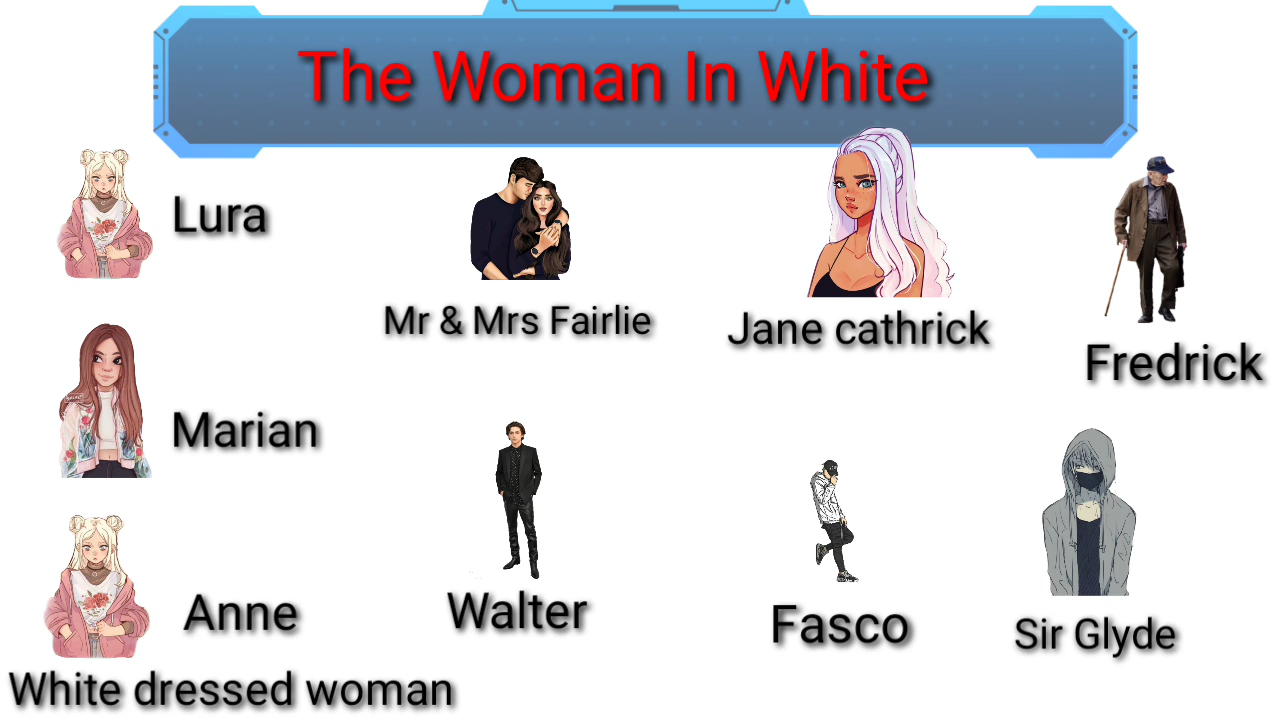 The Woman In White
Lura
Mr & Mrs Fairlie
Jane cathrick
Fredrick
Marian
Anne
White dressed woman
Walter
Fasco
Sir Glyde